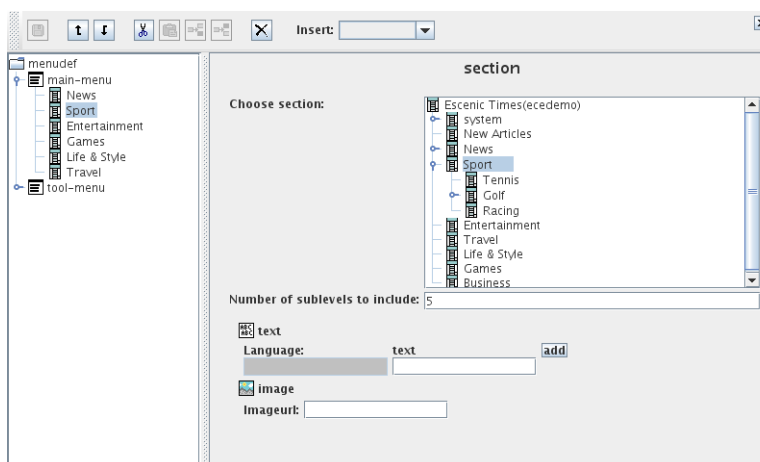 Insert:
menudef
main-menu
News
Sport
Entertainment
Games
Life & Style
Travel
tool-menu
section
Choose section:
Escenic Times(ecedemo)
system
New Articles
News
Sport
Tennis
Golf
Racing
Entertainment
Travel
Life & Style
Games
Business
Number of sublevels to include: 5
ABC
ABC
text
Language: text add
image
Imageurl: